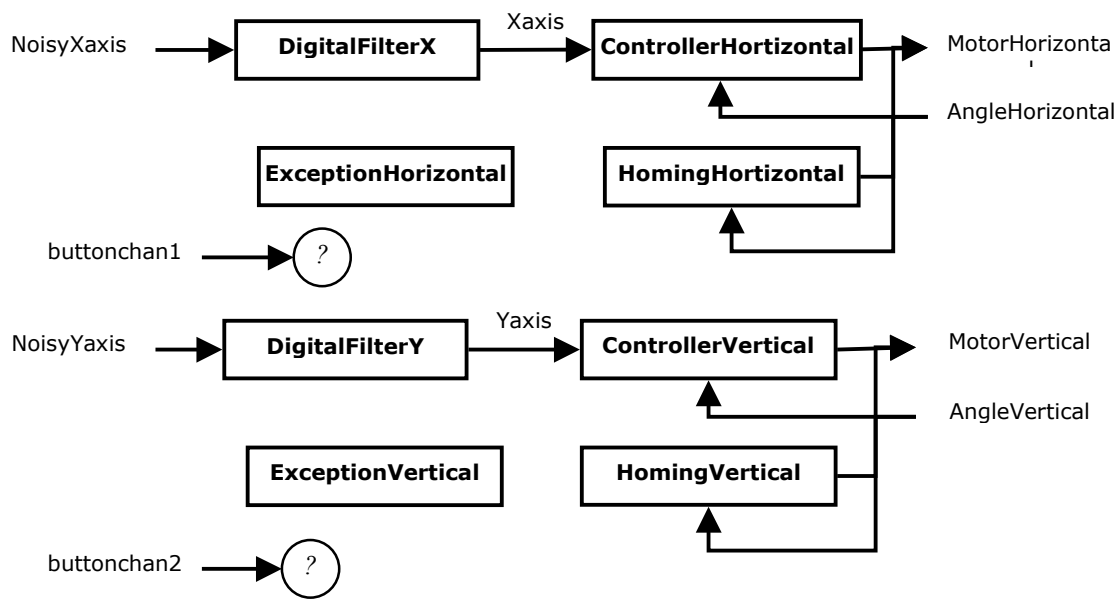 Xaxis
NoisyXaxis
DigitalFilterX
ControllerHortizontal
MotorHorizonta
l
AngleHorizontal
ExceptionHorizontal
HomingHortizontal
buttonchan1
?
Yaxis
NoisyYaxis
DigitalFilterY
ControllerVertical
MotorVertical
AngleVertical
ExceptionVertical
HomingVertical
buttonchan2
?